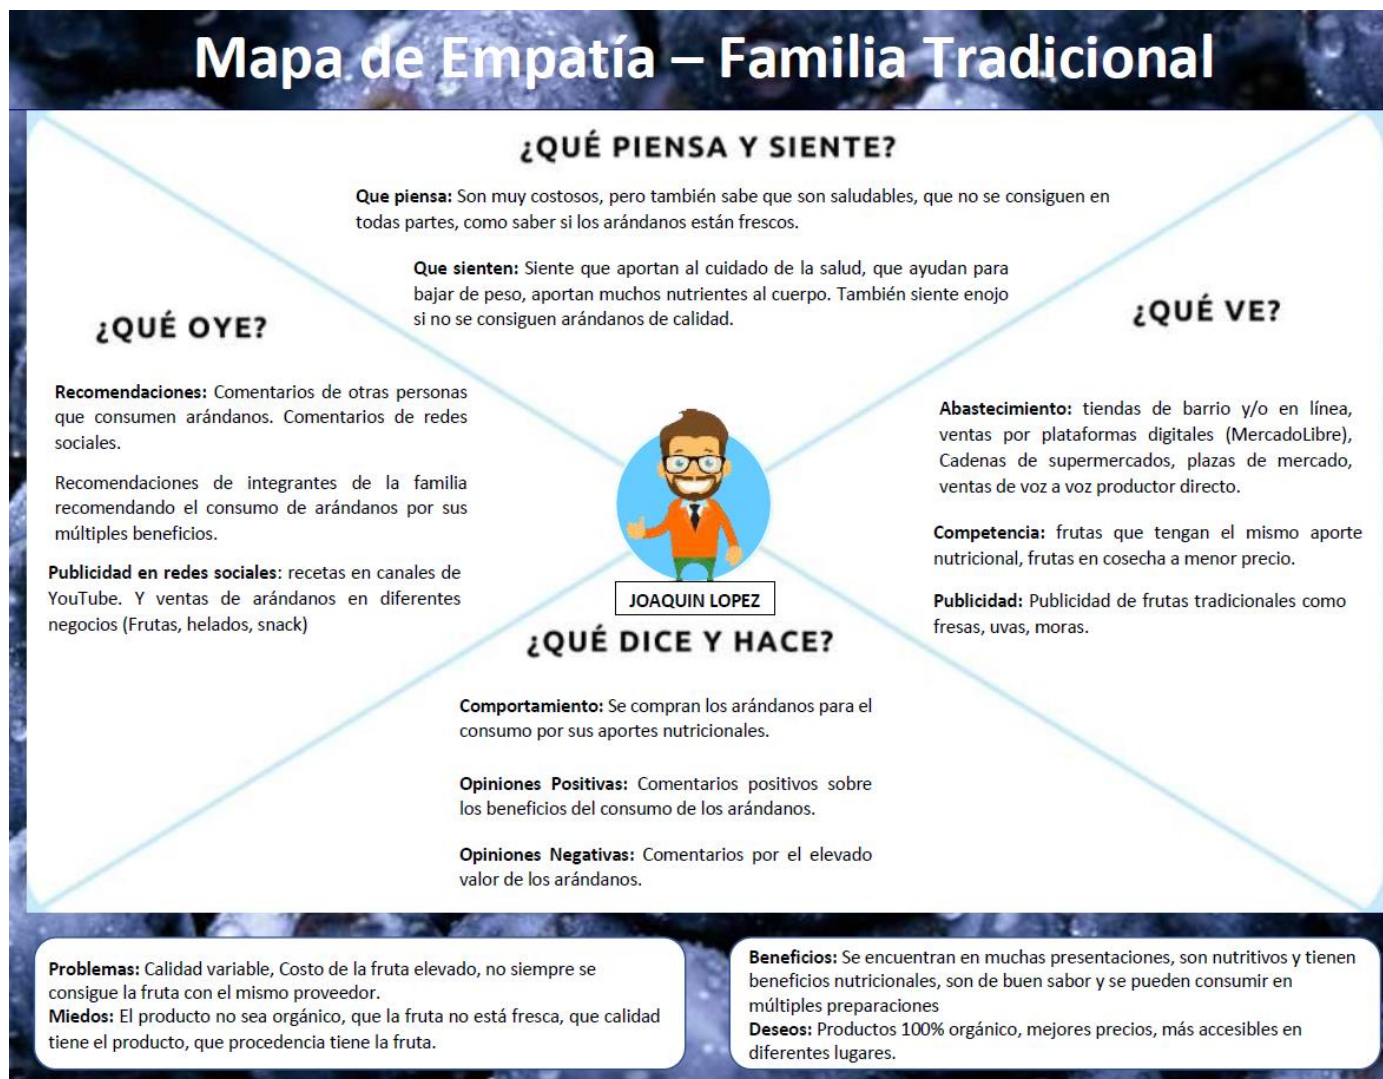 Mapa de Empatía – Familia Tradicional
¿QUÉ PIENSA Y SIENTE?
Que piensa: Son muy costosos, pero también sabe que son saludables, que no se consiguen en
todas partes, como saber si los arándanos están frescos.
Que sienten: Siente que aportan al cuidado de la salud, que ayudan para
bajar de peso, aportan muchos nutrientes al cuerpo. También siente enojo
si no se consiguen arándanos de calidad.
¿QUÉ OYE?
Recomendaciones: Comentarios de otras personas
que consumen arándanos. Comentarios de redes
sociales.
Recomendaciones de integrantes de la familia
recomendando el consumo de arándanos por sus
múltiples beneficios.
Publicidad en redes sociales: recetas en canales de
YouTube. Y ventas de arándanos en diferentes
negocios (Frutas, helados, snack)
¿QUÉ VE?
Abastecimiento: tiendas de barrio y/o en línea,
ventas por plataformas digitales (MercadoLibre),
Cadenas de supermercados, plazas de mercado,
ventas de voz a voz productor directo.
Competencia: frutas que tengan el mismo aporte
nutricional, frutas en cosecha a menor precio.
Publicidad: Publicidad de frutas tradicionales como
fresas, uvas, moras.
JOAQUIN LOPEZ
¿QUÉ DICE Y HACE?
Comportamiento: Se compran los arándanos para el
consumo por sus aportes nutricionales.
Opiniones Positivas: Comentarios positivos sobre
los beneficios del consumo de los arándanos.
Opiniones Negativas: Comentarios por el elevado
valor de los arándanos.
Problemas: Calidad variable, Costo de la fruta elevado, no siempre se
consigue la fruta con el mismo proveedor.
Miedos: El producto no sea orgánico, que la fruta no está fresca, que calidad
tiene el producto, que procedencia tiene la fruta.
Beneficios: Se encuentran en muchas presentaciones, son nutritivos y tienen
beneficios nutricionales, son de buen sabor y se pueden consumir en
múltiples preparaciones
Deseos: Productos 100% orgánico, mejores precios, más accesibles en
diferentes lugares.